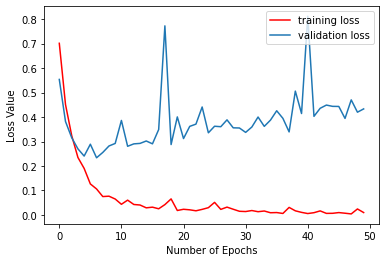 training loss
validation loss
0.8
0.7
0.6
0.5
0.4
0.3
0.2
0.1
0.0
Loss Value
0 10 20 30 40 50
Number of Epochs